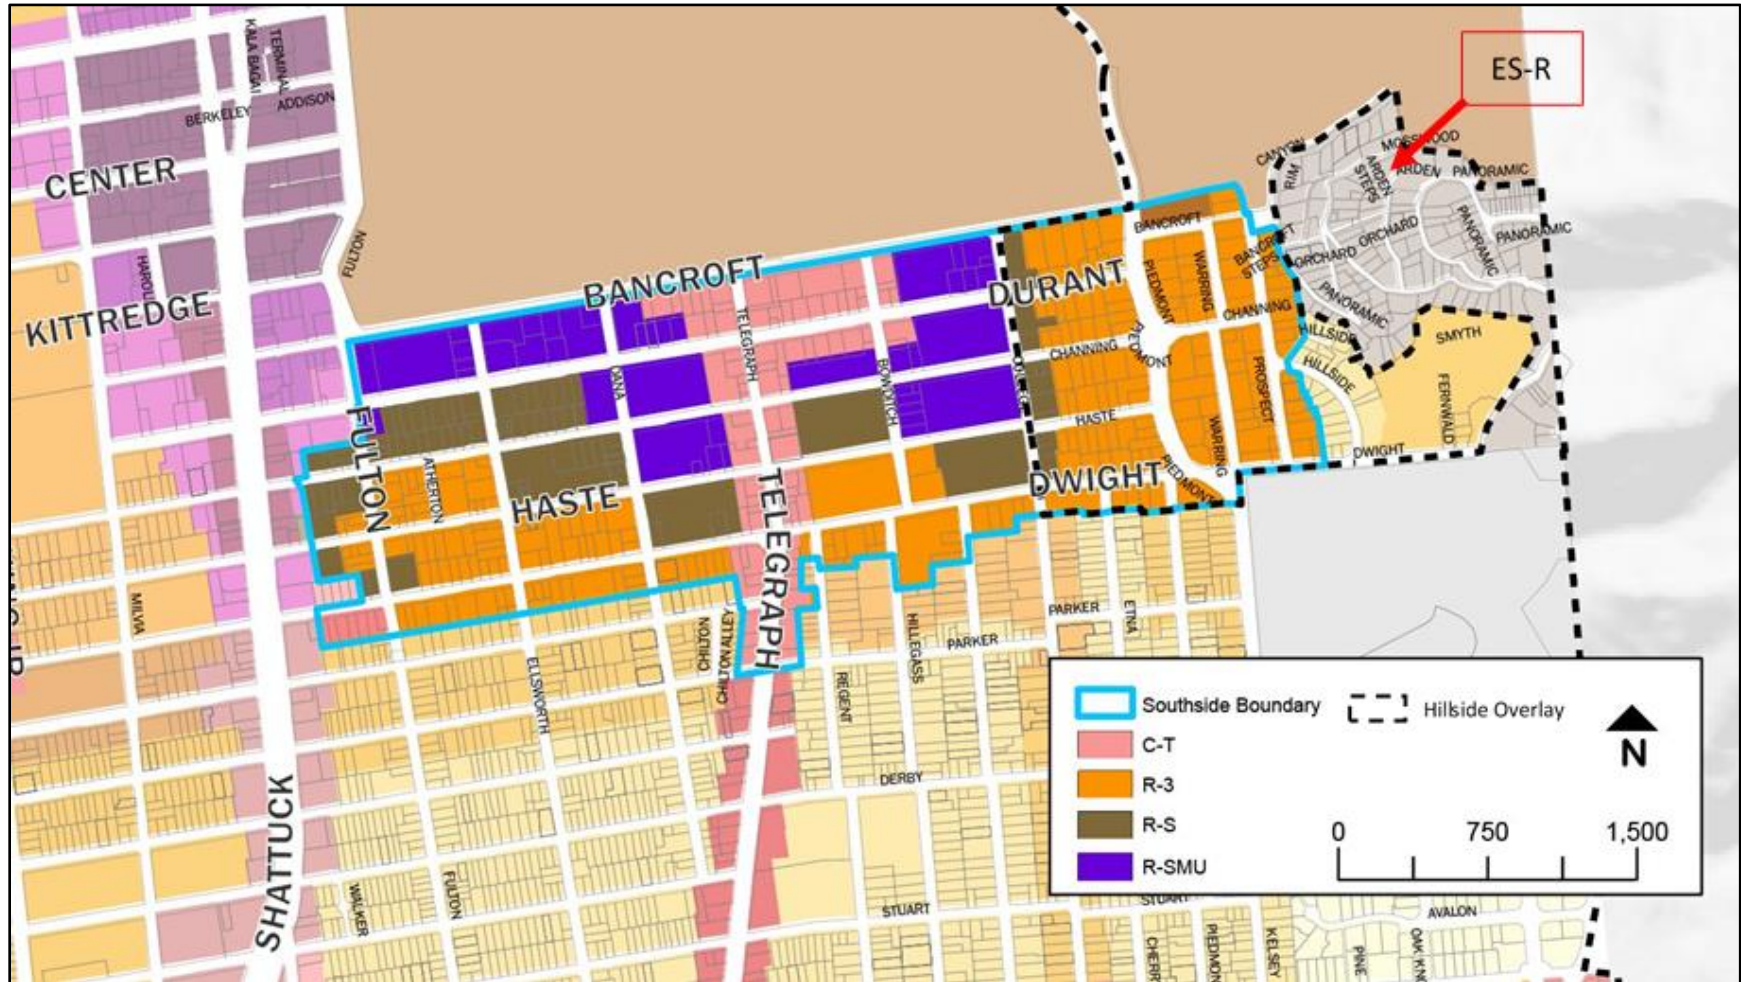 KALA BAGAI
TERMINAL
ADDISON
BERKELEY
CENTER
FULTON
KITTREDGE
BANCROFT
TELEGRAPH
DANA
BOWDITCH
COLLEGE
DURANT
BANCROFT
PIEDMONT
WARRING
BANCROFT
STEPS
CHANNING
CHANNING
PIEDMONT
HASTE
PROSPECT
WARRING
PIEDMONT
DWIGHT
DWIGHT
ES-R
CANYON
RIM
MOSSWOOD
ARDEN
STEPS
ARDEN
PANORAMIC
PANORAMIC
PANORAMIC
ORCHARD
ORCHARD
PANORAMIC
HILLSIDE
HILLSIDE
SMYTH
FERNWALD
FULTON
ATHERTON
HASTE
TELEGRAPH
MILVIA
ELLSWORTH
CHILTON
CHILTON ALLEY
REGENT
HILLEGASS
PARKER
PARKER
ETNA
DERBY
SHATTUCK
WALKER
FULTON
STUART
STUART
AVALON
PINE
KELSEY
Southside Boundary
Hillside Overlay
C-T
R-3
R-S
R-SMU
N
0 750 1,500